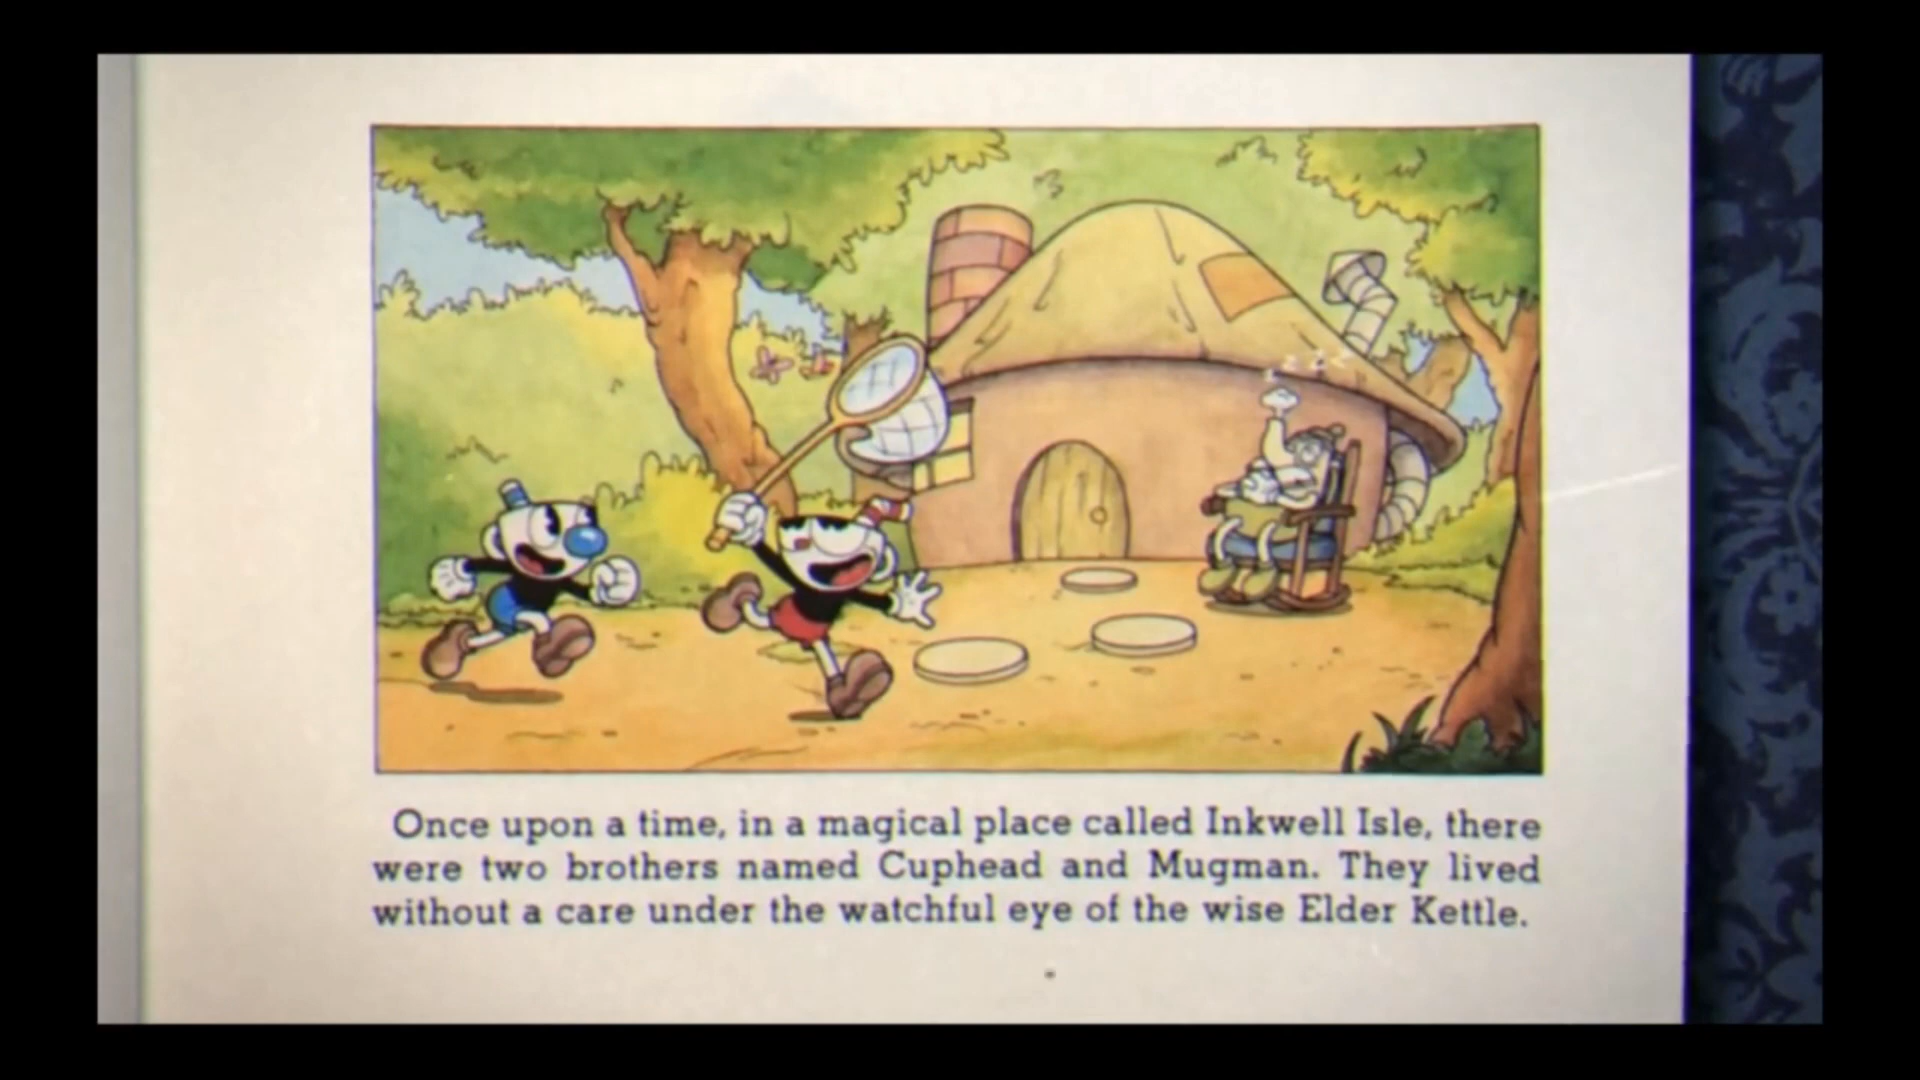 Once upon a time, in a magical place called Inkwell Isle, there
were two brothers named Cuphead and Mugman. They lived
without a care under the watchful eye of the wise Elder Kettle.